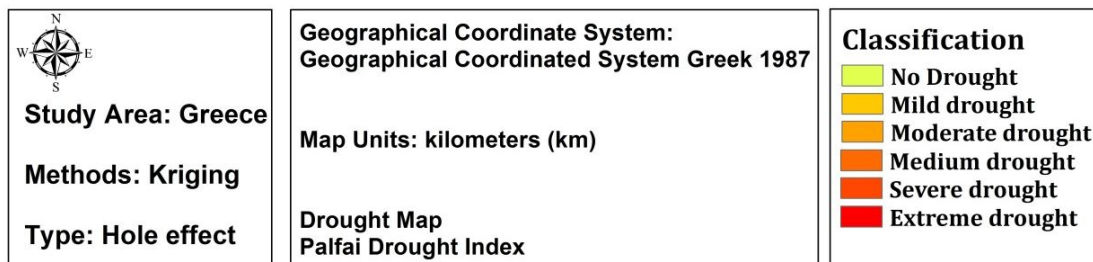 N
W E
S
Study Area: Greece
Methods: Kriging
Type: Hole effect
Geographical Coordinate System:
Geographical Coordinated System Greek 1987
Map Units: kilometers (km)
Drought Map
Palfai Drought Index
Classification
No Drought
Mild drought
Moderate drought
Medium drought
Severe drought
Extreme drought